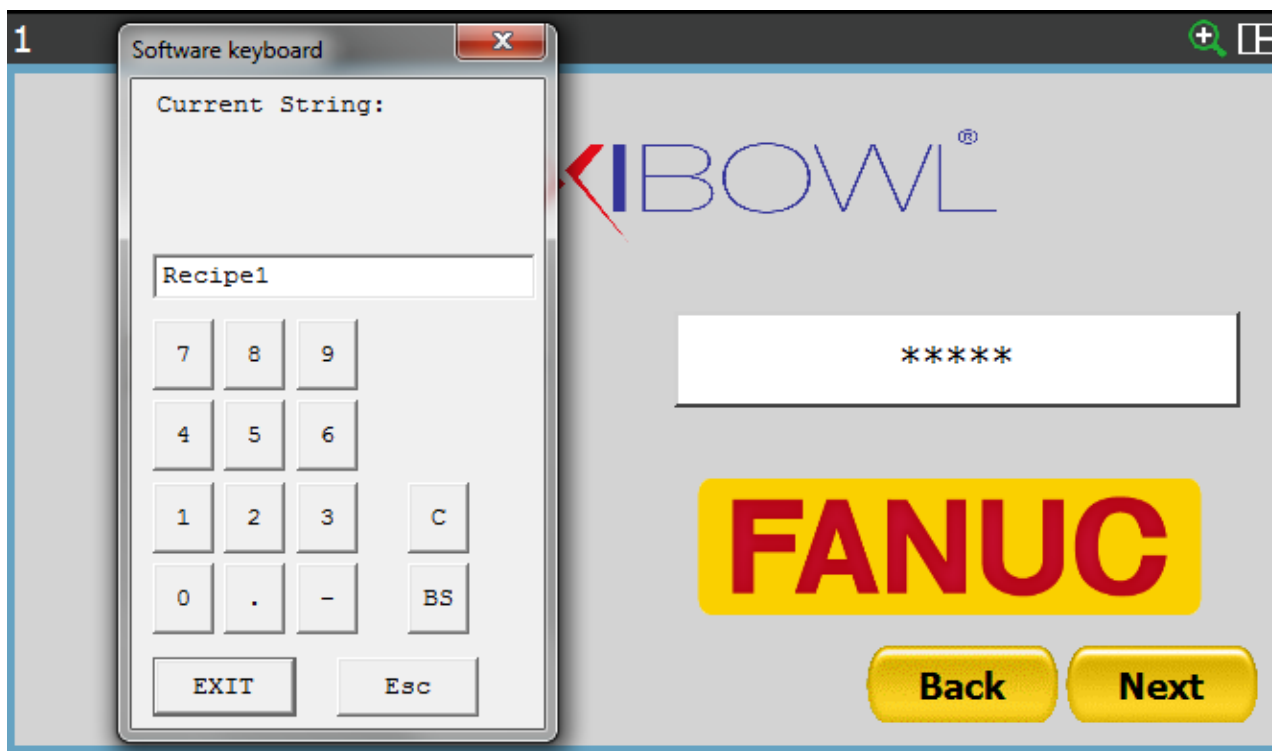 1
Software keyboard
X
Current String:
Recipe1
7 8 9
4 5 6
1 2 3 C
0 . - BS
EXIT Esc
XIBOWL®
*****
FANUC
Back Next